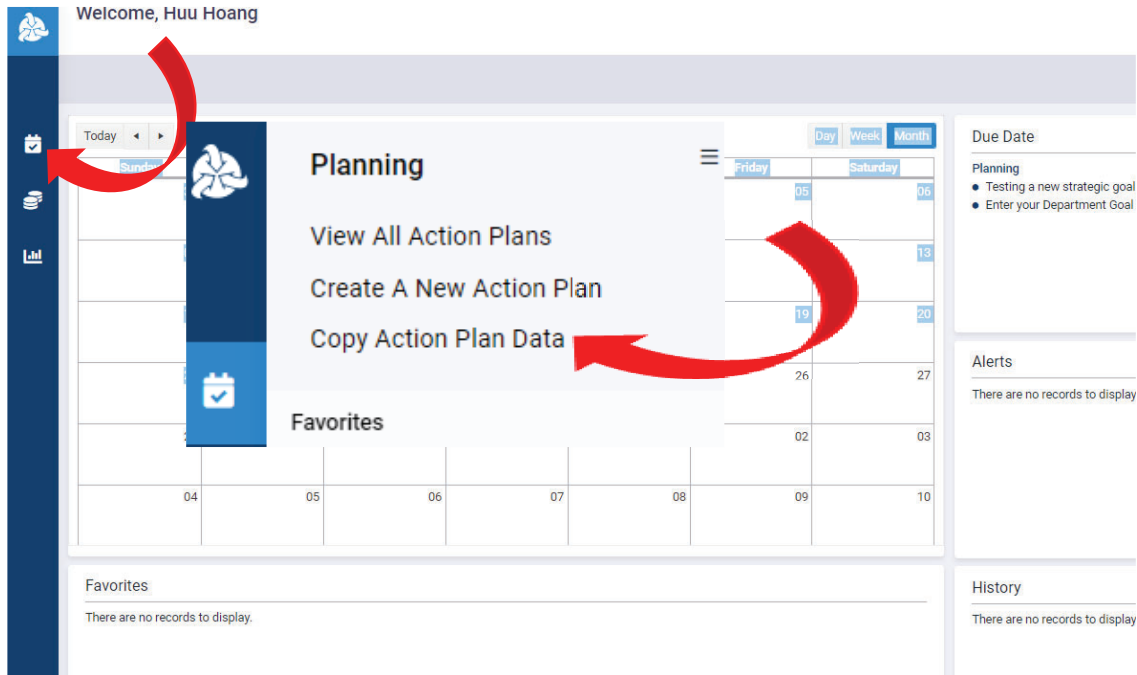 Welcome, Huu Hoang
Today
Day Week Month
Sunday
Friday
Saturday
05
06
13
19
20
26
27
02
03
04
05
06
07
08
09
10
Planning
View All Action Plans
Create A New Action Plan
Copy Action Plan Data
Favorites
Due Date
Planning
Testing a new strategic goal
Enter your Department Goal
Alerts
There are no records to display
Favorites
There are no records to display.
History
There are no records to display